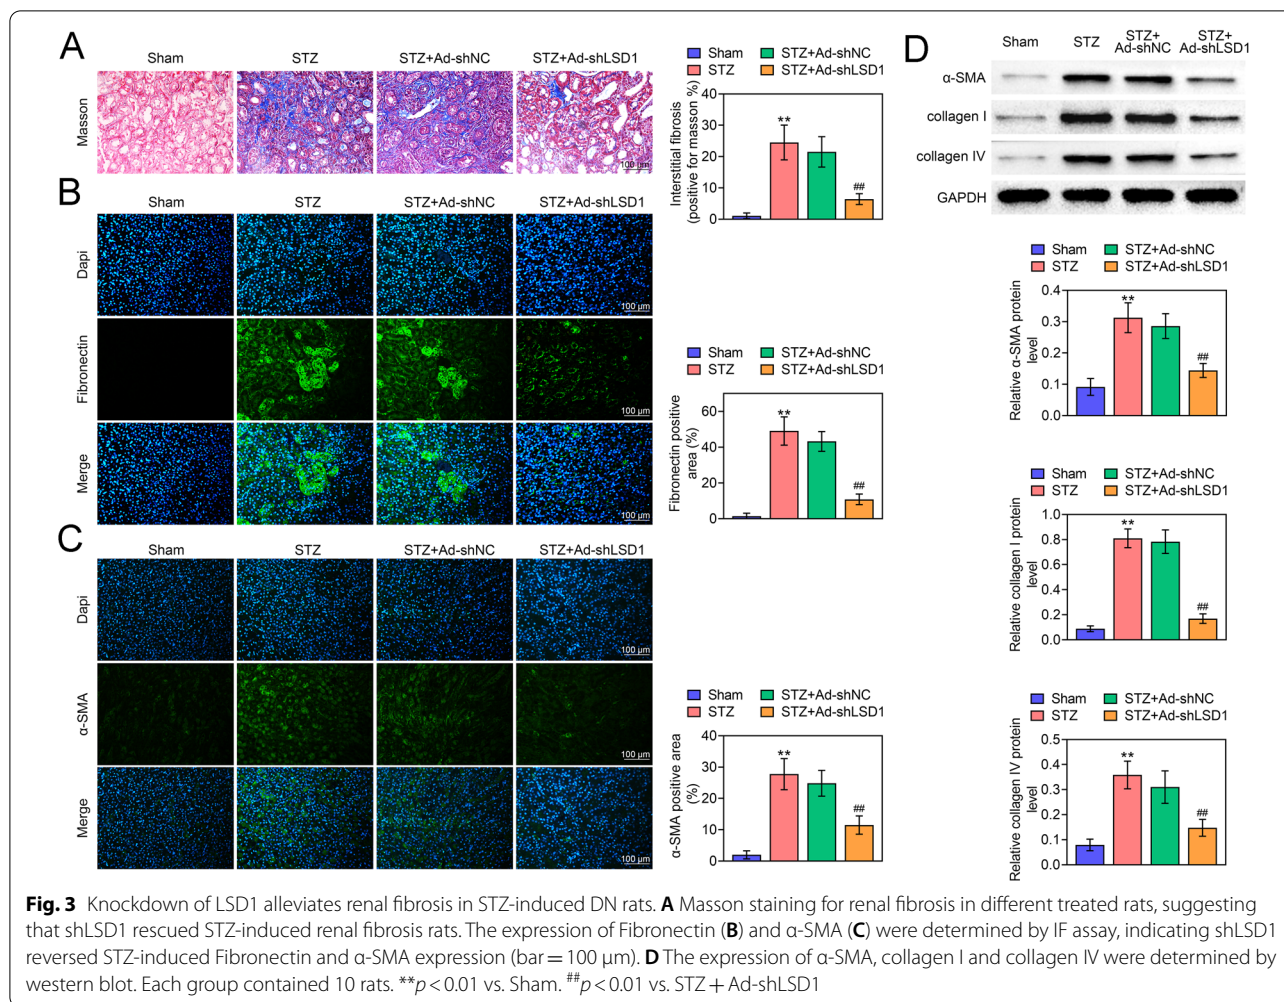 A
Sham
STZ
STZ+Ad-shNC
STZ+Ad-shLSD1
Masson
100 μm
Sham
STZ+Ad-shNC
STZ
STZ+Ad-shLSD1
Interstitial fibrosis
(positive for masson %)
40
30
20
10
0
**
##
B
Sham
STZ
STZ+Ad-shNC
STZ+Ad-shLSD1
Dapi
100 μm
Fibronectin
100 μm
Merge
100 μm
Sham
STZ+Ad-shNC
STZ
STZ+Ad-shLSD1
Fibronectin positive
area (%)
60
40
20
0
**
##
C
Sham
STZ
STZ+Ad-shNC
STZ+Ad-shLSD1
Dapi
100 μm
α-SMA
100 μm
Merge
100 μm
Sham
STZ+Ad-shNC
STZ
STZ+Ad-shLSD1
α-SMA positive area
(%)
40
30
20
10
0
**
##
D
Sham
STZ
STZ+
Ad-shNC
STZ+
Ad-shLSD1
α-SMA
collagen I
collagen IV
GAPDH
Sham
STZ+Ad-shNC
STZ
STZ+Ad-shLSD1
Relative α-SMA protein
level
0.4
0.3
0.2
0.1
0.0
**
##
Sham
STZ+Ad-shNC
STZ
STZ+Ad-shLSD1
Relative collagen I protein
level
1.0
0.8
0.6
0.4
0.2
0.0
**
##
Sham
STZ+Ad-shNC
STZ
STZ+Ad-shLSD1
Relative collagen IV protein
level
0.5
0.4
0.3
0.2
0.1
0.0
**
##
Fig. 3 Knockdown of LSD1 alleviates renal fibrosis in STZ-induced DN rats. A Masson staining for renal fibrosis in different treated rats, suggesting
that shLSD1 rescued STZ-induced renal fibrosis rats. The expression of Fibronectin (B) and α-SMA (C) were determined by IF assay, indicating shLSD1
reversed STZ-induced Fibronectin and α-SMA expression (bar = 100 μm). D The expression of α-SMA, collagen I and collagen IV were determined by
western blot. Each group contained 10 rats. **p < 0.01 vs. Sham. ##p < 0.01 vs. STZ + Ad-shLSD1